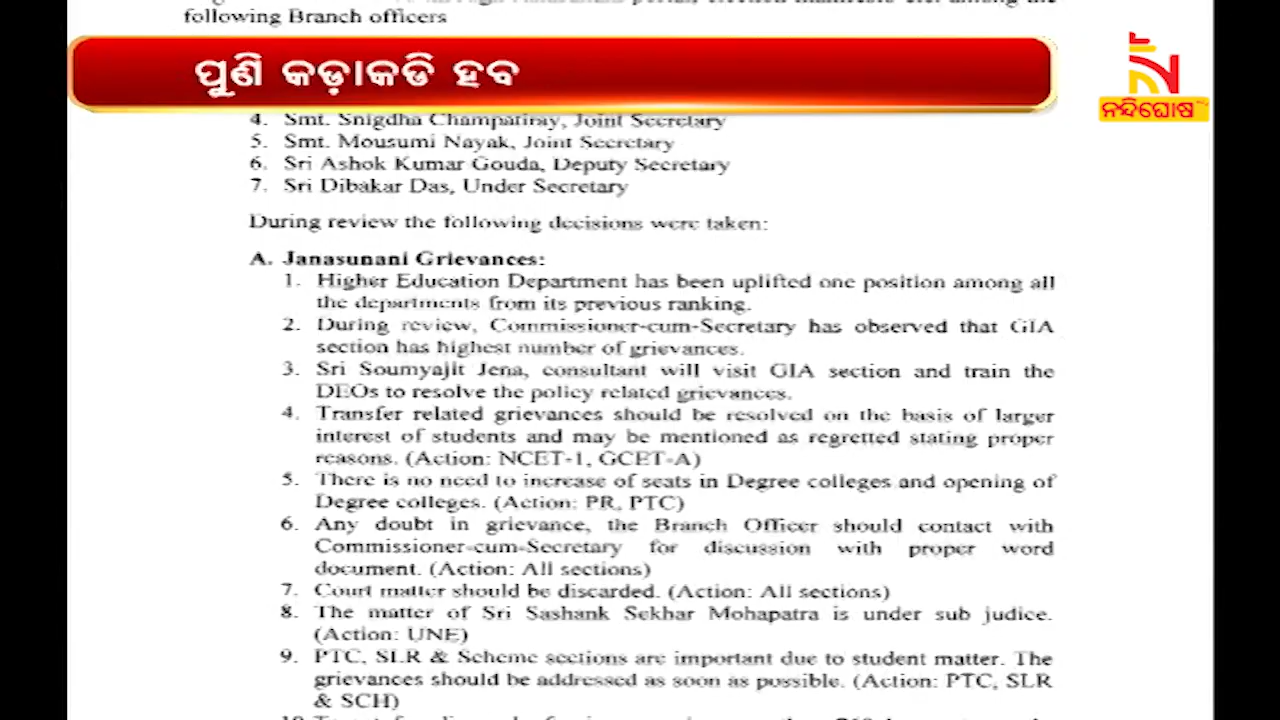 following Branch officers
ପୁଣି କଡ଼ାକଡି ହବ
ନନ୍ଦିଘୋଷ
4. Smt. Snigdha Champatiray, Joint Secretary
5. Smt. Mousumi Nayak, Joint Secretary
6. Sri Ashok Kumar Gouda, Deputy Secretary
7. Sri Dibakar Das, Under Secretary
During review the following decisions were taken:
A. Janasunani Grievances:
1. Higher Education Department has been uplifted one position among all
the departments from its previous ranking.
2. During review, Commissioner-cum-Secretary has observed that GIA
section has highest number of grievances.
3. Sri Soumyajit Jena, consultant will visit GIA section and train the
DEOs to resolve the policy related grievances.
4. Transfer related grievances should be resolved on the basis of larger
interest of students and may be mentioned as regretted stating proper
reasons. (Action: NCET-1, GCET-A)
5. There is no need to increase of seats in Degree colleges and opening of
Degree colleges. (Action: PR, PTC)
6. Any doubt in grievance, the Branch Officer should contact with
Commissioner-cum-Secretary for discussion with proper word
document. (Action: All sections)
7. Court matter should be discarded. (Action: All sections)
8. The matter of Sri Sashank Sekhar Mohapatra is under sub judice.
(Action: UNE)
9. PTC, SLR & Scheme sections are important due to student matter. The
grievances should be addressed as soon as possible. (Action: PTC, SLR
& SCH)